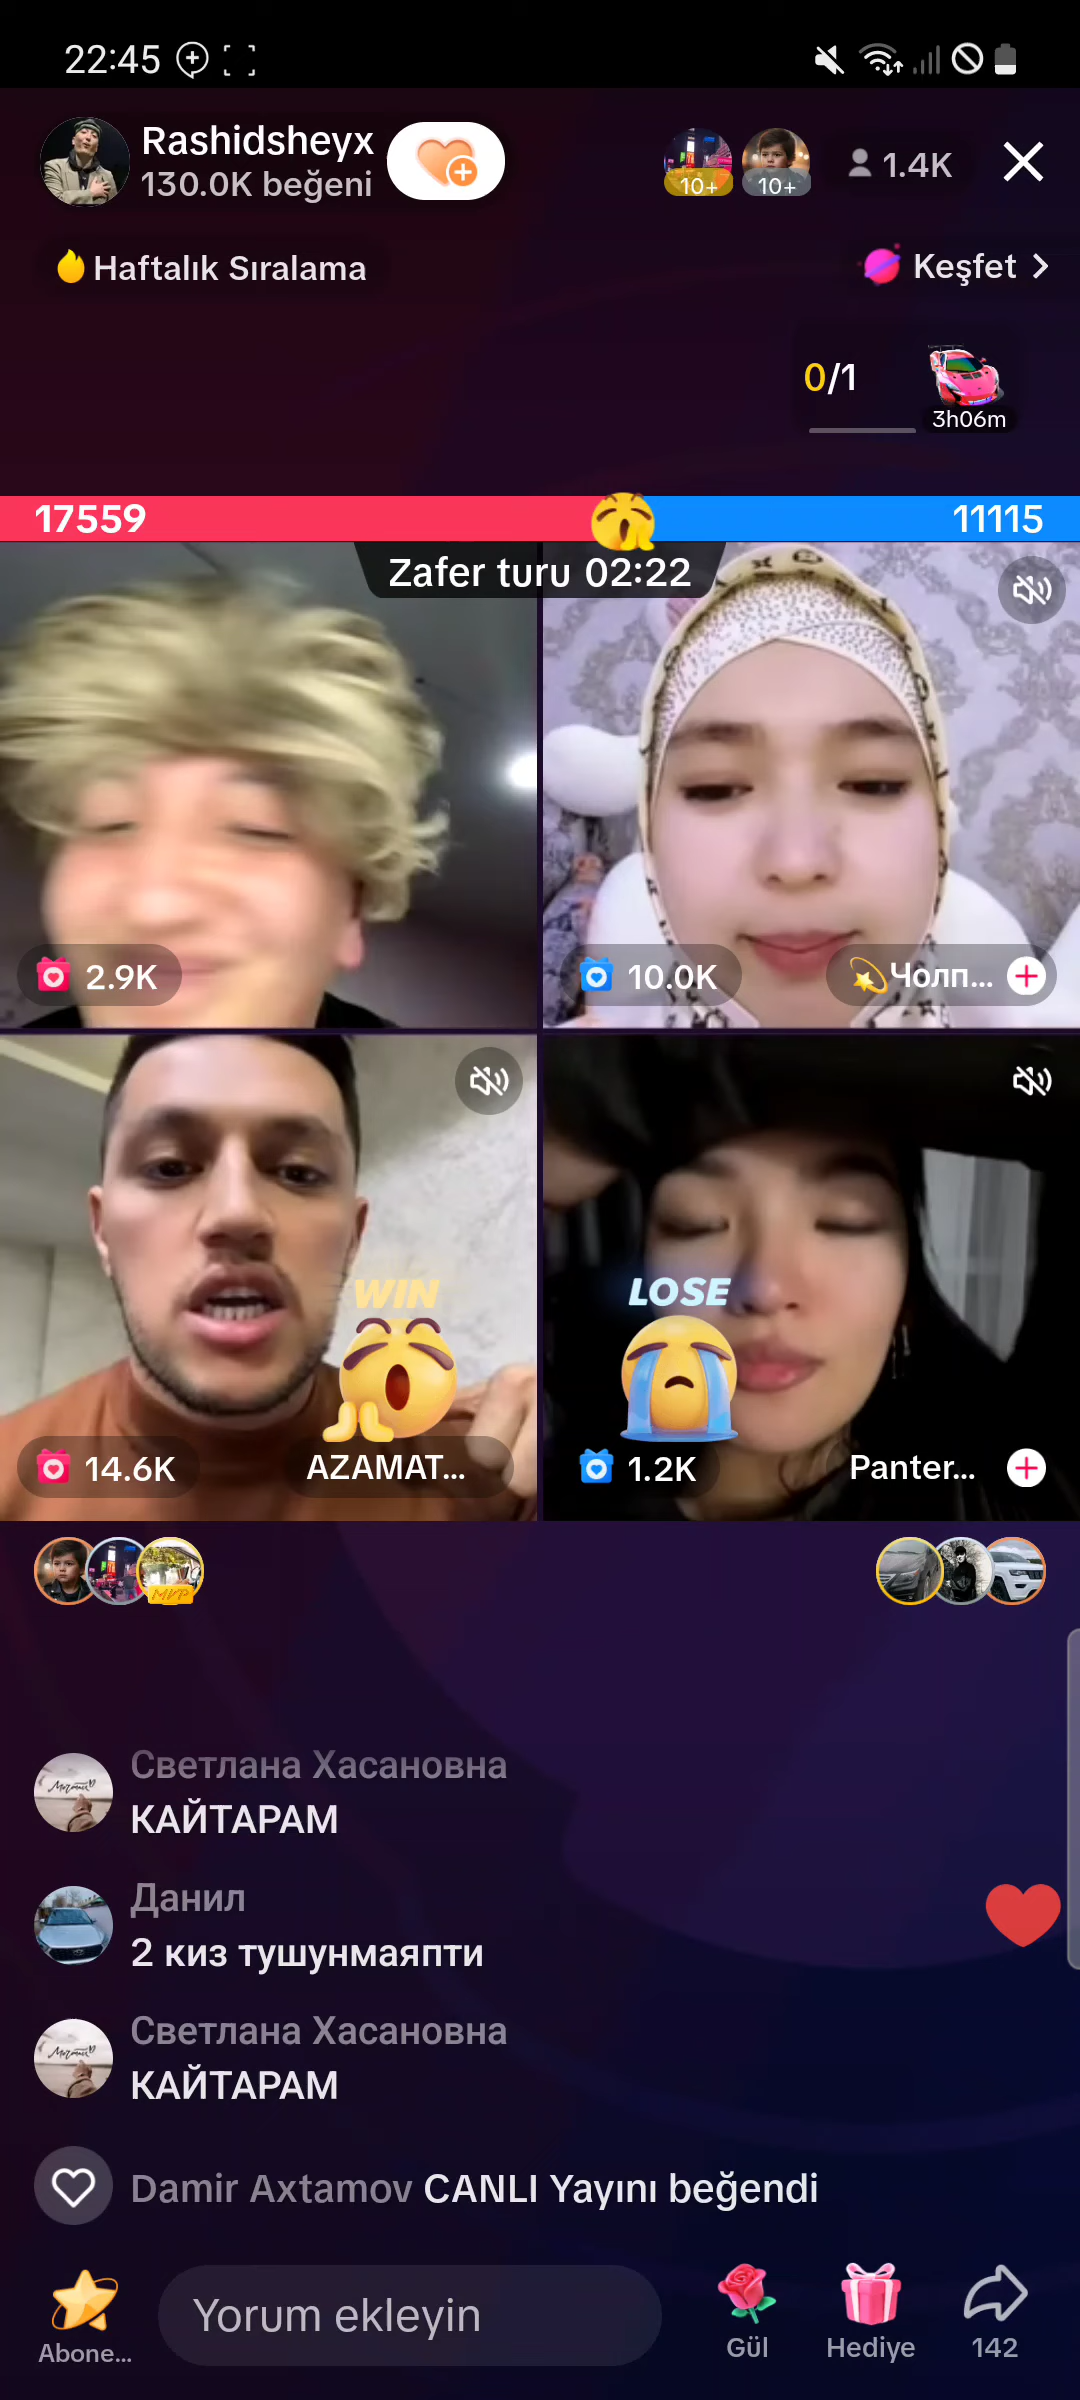 22:45
Rashidsheyx
130.0K beğeni
10+
10+
1.4K
Haftalık Sıralama
Keşfet
0/1
3h06m
17559
11115
Zafer turu 02:22
2.9K
10.0K
Чолп...
WIN
LOSE
14.6K
AZAMAT...
1.2K
Panter...
MVP
Светлана Хасановна
КАЙТАРАМ
Данил
2 киз тушунмаяпти
Светлана Хасановна
КАЙТАРАМ
Damir Axtamov CANLI Yayını beğendi
Abone...
Yorum ekleyin
Gül
Hediye
142